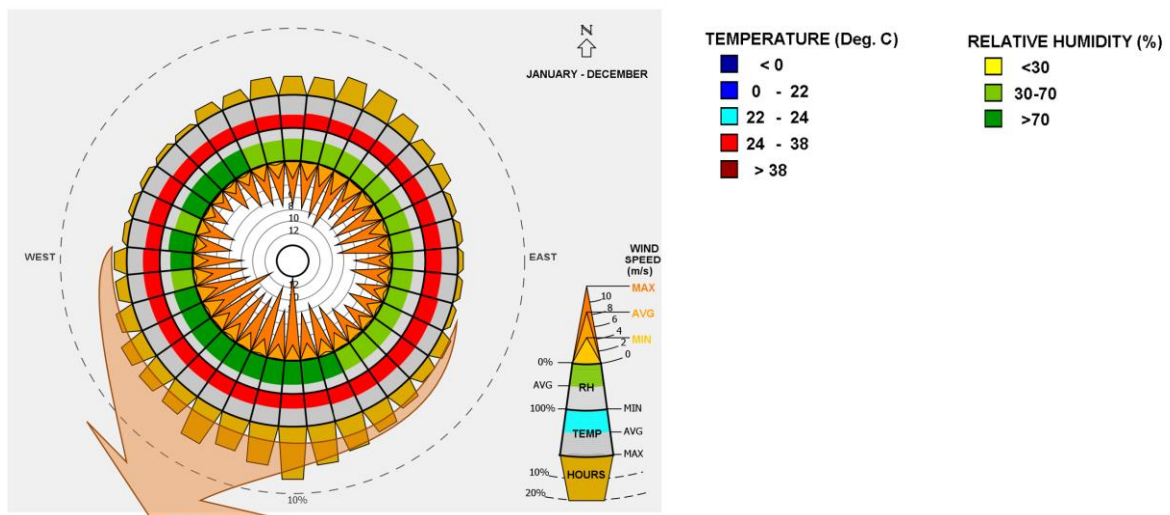 N
JANUARY - DECEMBER
WEST
EAST
8
10
12
12
10%
WIND
SPEED
(m/s)
MAX
10
8
AVG
6
4
MIN
2
0
0%
AVG
RH
100%
MIN
TEMP
AVG
MAX
HOURS
10%
20%
TEMPERATURE (Deg. C)
< 0
0 - 22
22 - 24
24 - 38
> 38
RELATIVE HUMIDITY (%)
<30
30-70
>70